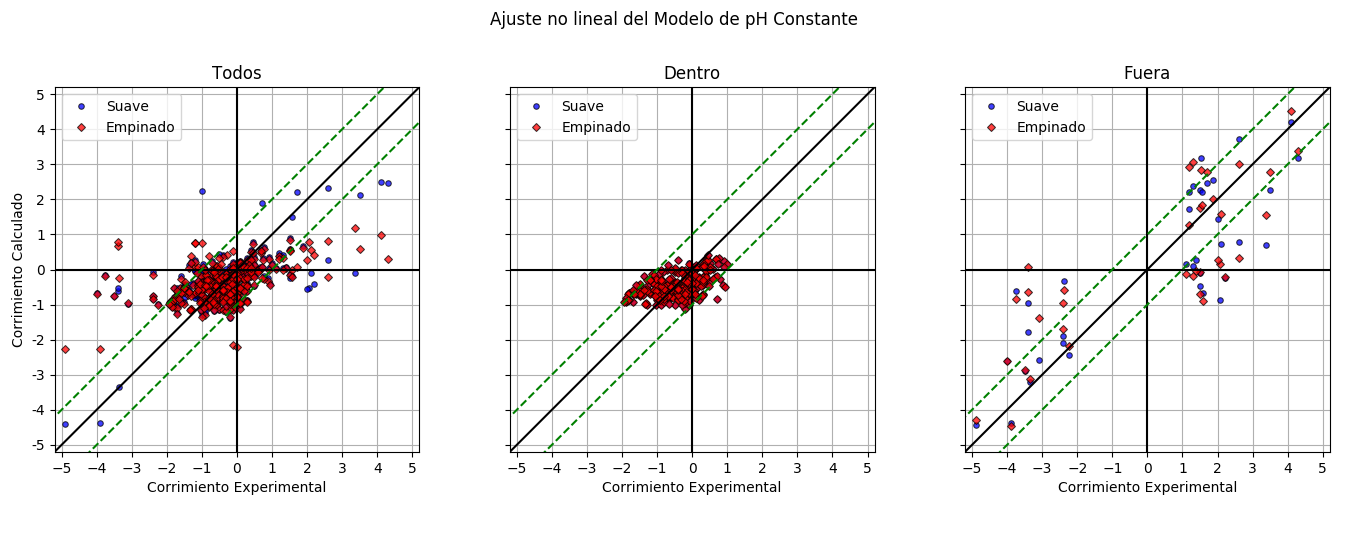 Ajuste no lineal del Modelo de pH Constante
Todos
Suave
Empinado
5
4
3
2
1
0
-1
-2
-3
-4
-5
Corrimiento Calculado
−5 −4 −3 −2 −1 0 1 2 3 4 5
Corrimiento Experimental
Dentro
Suave
Empinado
−5 −4 −3 −2 −1 0 1 2 3 4 5
Corrimiento Experimental
Fuera
Suave
Empinado
−5 −4 −3 −2 −1 0 1 2 3 4 5
Corrimiento Experimental